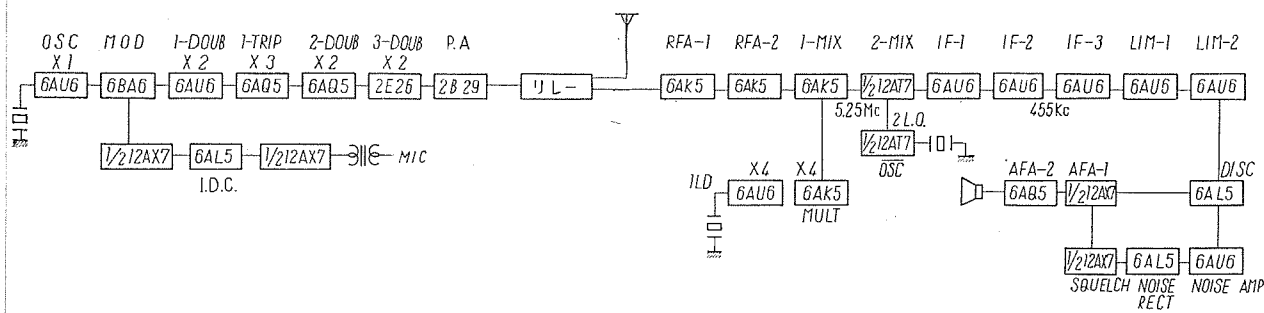 OSC MOD 1-DOUB 1-TRIP 2-DOUB 3-DOUB P.A RFA-1 RFA-2 1-MIX 2-MIX IF-1 IF-2 IF-3 LIM-1 LIM-2
X1 X2 X3 X2 X2
6AU6 6BA6 6AU6 6AQ5 6AQ5 2E26 2B29 リレー 6AK5 6AK5 6AK5 1/2 12AT7 6AU6 6AU6 6AU6 6AU6 6AU6
5.25Mc 455Kc
2L.O.
1/2 12AX7 6AL5 1/2 12AX7 MIC 1/2 12AT7
I.D.C. OSC
1LO X4 X4 AFA-2 AFA-1 DISC
6AU6 6AK5 6AQ5 1/2 12AX7 6AL5
MULT
1/2 12AX7 6AL5 6AU6
SQUELCH NOISE NOISE AMP
RECT